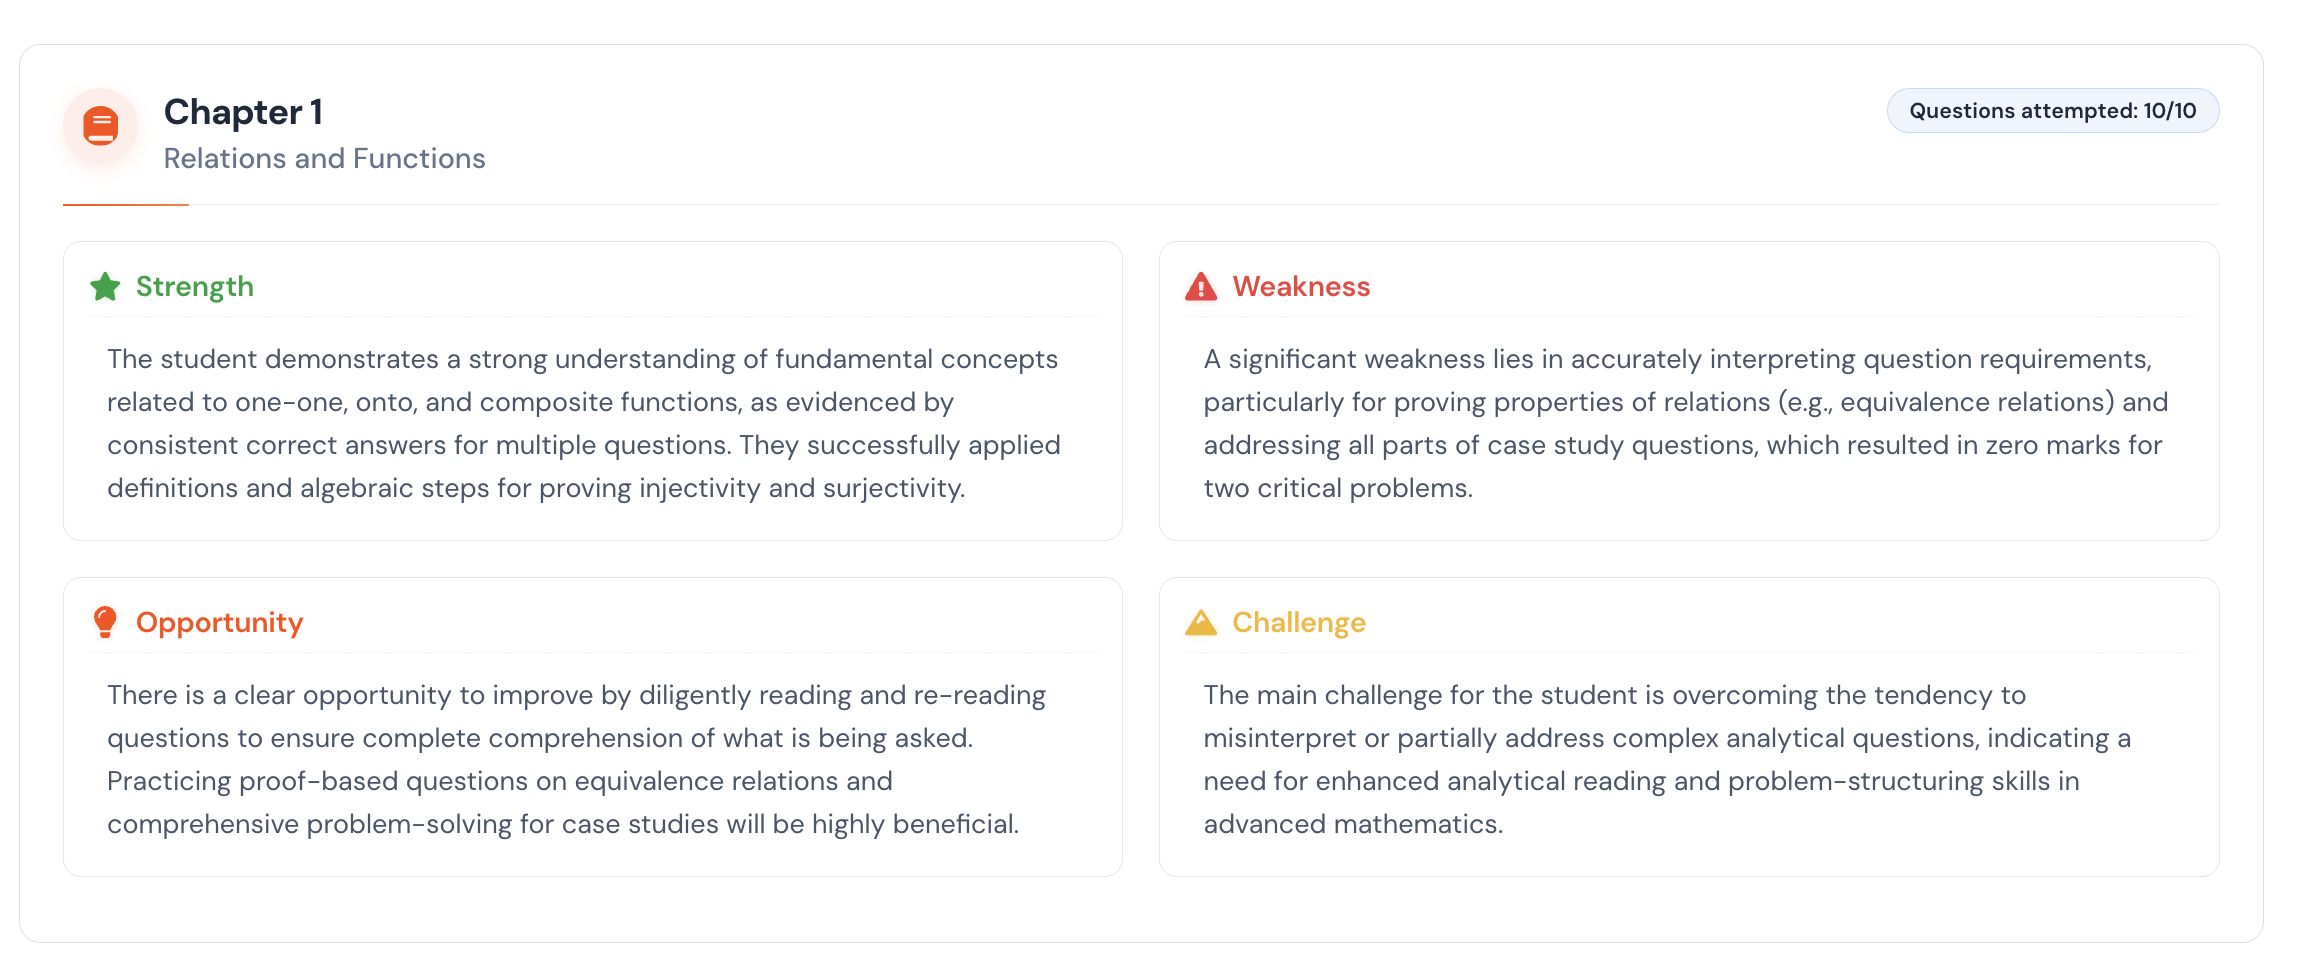 Chapter 1
Relations and Functions
Questions attempted: 10/10
Strength
The student demonstrates a strong understanding of fundamental concepts
related to one-one, onto, and composite functions, as evidenced by
consistent correct answers for multiple questions. They successfully applied
definitions and algebraic steps for proving injectivity and surjectivity.
Weakness
A significant weakness lies in accurately interpreting question requirements,
particularly for proving properties of relations (e.g., equivalence relations) and
addressing all parts of case study questions, which resulted in zero marks for
two critical problems.
Opportunity
There is a clear opportunity to improve by diligently reading and re-reading
questions to ensure complete comprehension of what is being asked.
Practicing proof-based questions on equivalence relations and
comprehensive problem-solving for case studies will be highly beneficial.
Challenge
The main challenge for the student is overcoming the tendency to
misinterpret or partially address complex analytical questions, indicating a
need for enhanced analytical reading and problem-structuring skills in
advanced mathematics.